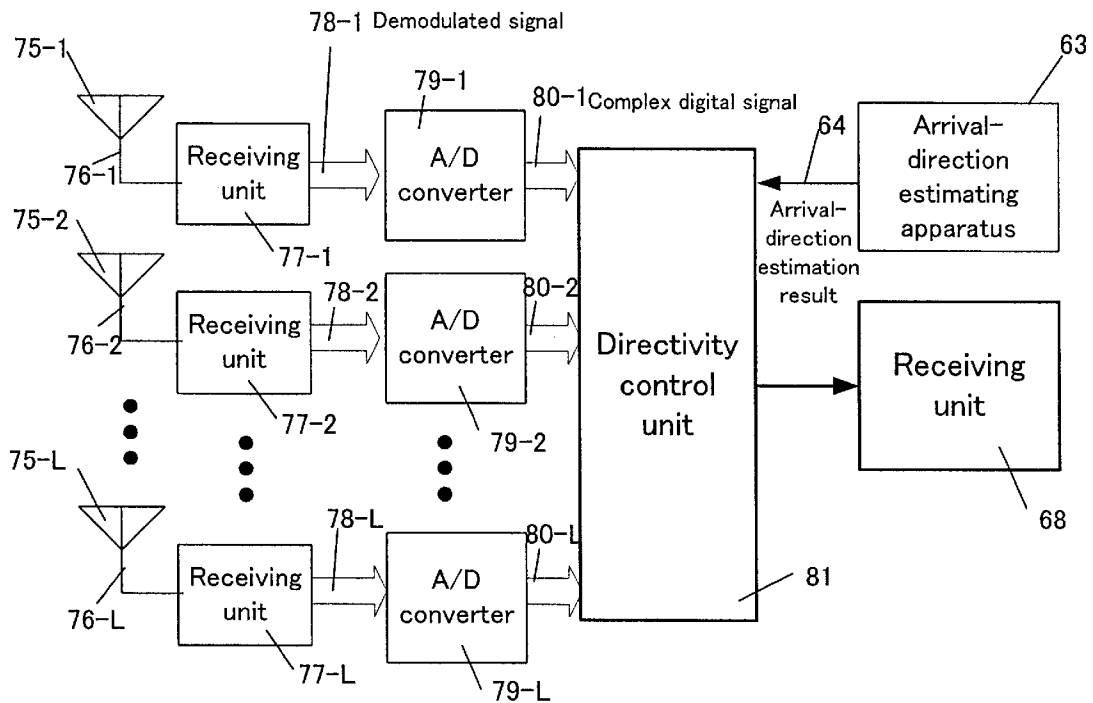 78-1 Demodulated signal
75-1
79-1
63
80-1 Complex digital signal
64
Arrival-
direction
estimating
apparatus
Receiving
unit
A/D
converter
76-1
75-2
77-1
Arrival-
direction
estimation
result
78-2
80-2
Receiving
unit
A/D
converter
76-2
Directivity
control
unit
Receiving
unit
77-2
79-2
75-L
78-L
80-L
68
Receiving
unit
A/D
converter
81
76-L
77-L
79-L